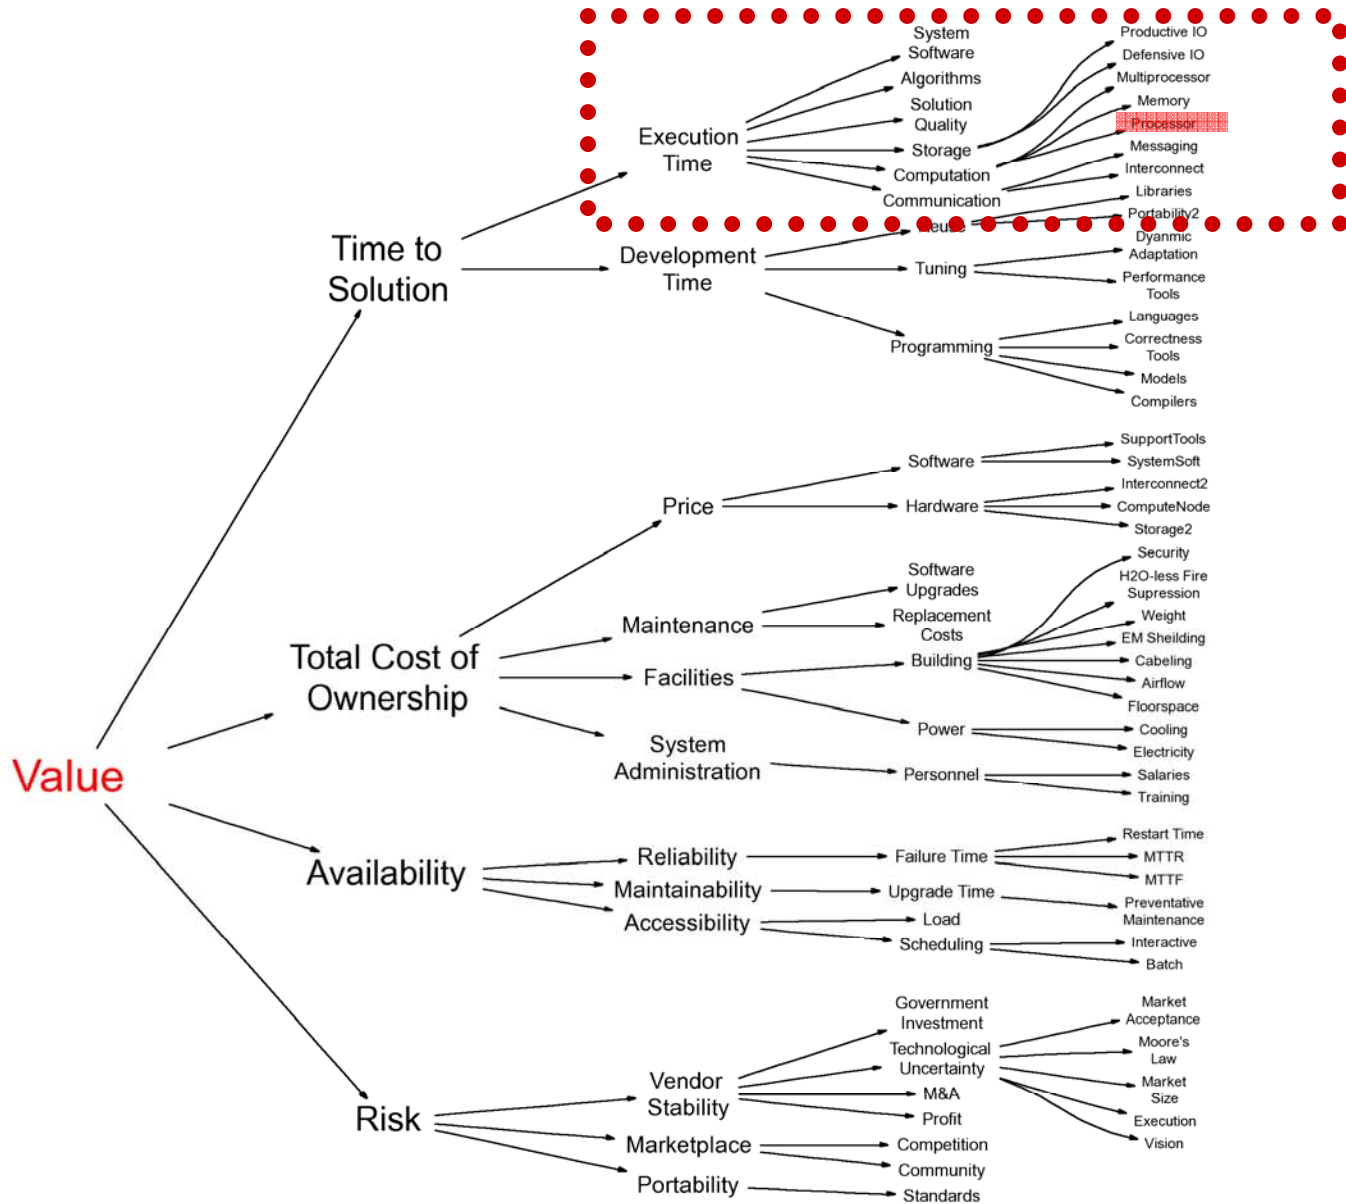 System
Software
Algorithms
Solution
Quality
Storage
Computation
Communication
Execution
Time
Productive IO
Defensive IO
Multiprocessor
Memory
Processor
Messaging
Interconnect
Libraries
Portability2
Time to
Solution
Development
Time
Reuse
Tuning
Programming
Dyanmic
Adaptation
Performance
Tools
Languages
Correctness
Tools
Models
Compilers
Price
Software
Hardware
SupportTools
SystemSoft
Interconnect2
ComputeNode
Storage2
Total Cost of
Ownership
Maintenance
Software
Upgrades
Replacement
Costs
Facilities
Building
Security
H2O-less Fire
Supression
Weight
EM Sheilding
Cabeling
Airflow
Floorspace
Power
Cooling
Electricity
System
Administration
Personnel
Salaries
Training
Value
Availability
Reliability
Failure Time
Restart Time
MTTR
MTTF
Maintainability
Upgrade Time
Preventative
Maintenance
Accessibility
Load
Scheduling
Interactive
Batch
Risk
Vendor
Stability
Government
Investment
Technological
Uncertainty
M&A
Profit
Market
Acceptance
Moore's
Law
Market
Size
Execution
Vision
Marketplace
Competition
Community
Portability
Standards